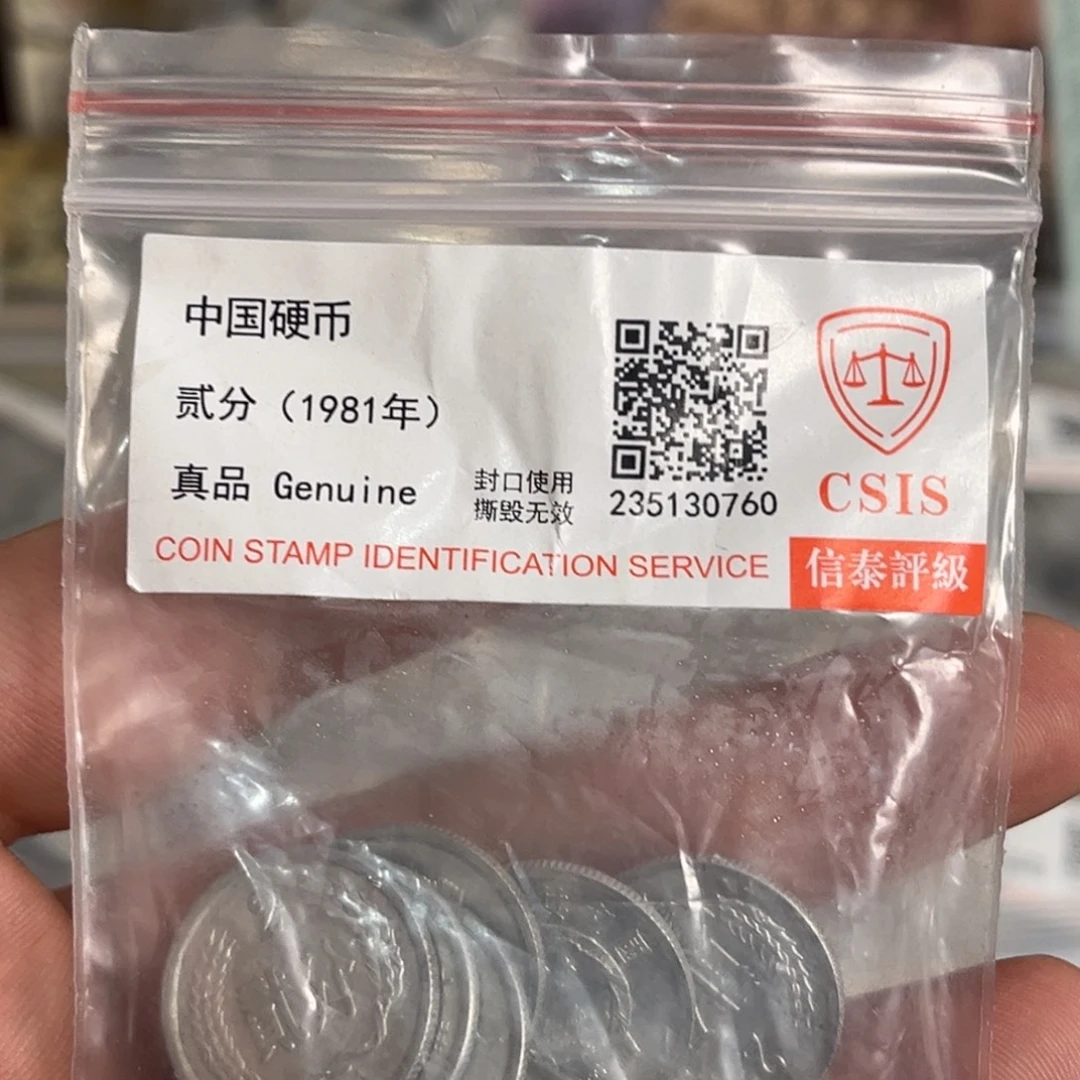 中国硬币
贰分（1981年）
真品 Genuine
封口使用
撕毁无效
235130760
CSIS
COIN STAMP IDENTIFICATION SERVICE
信泰評級